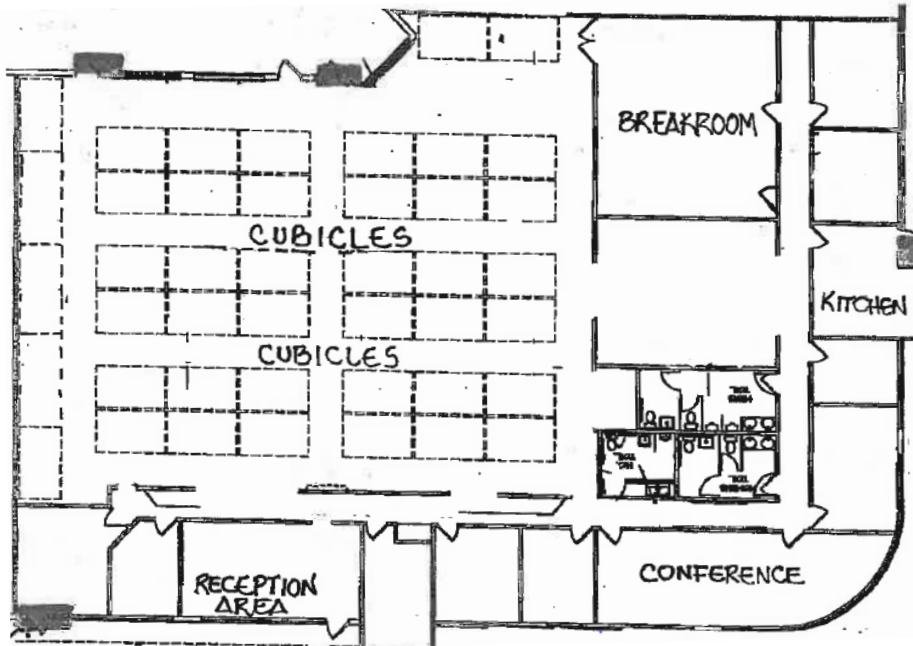 BREAKROOM
CUBICLES
KITCHEN
CUBICLES
RECEPTION
AREA
CONFERENCE